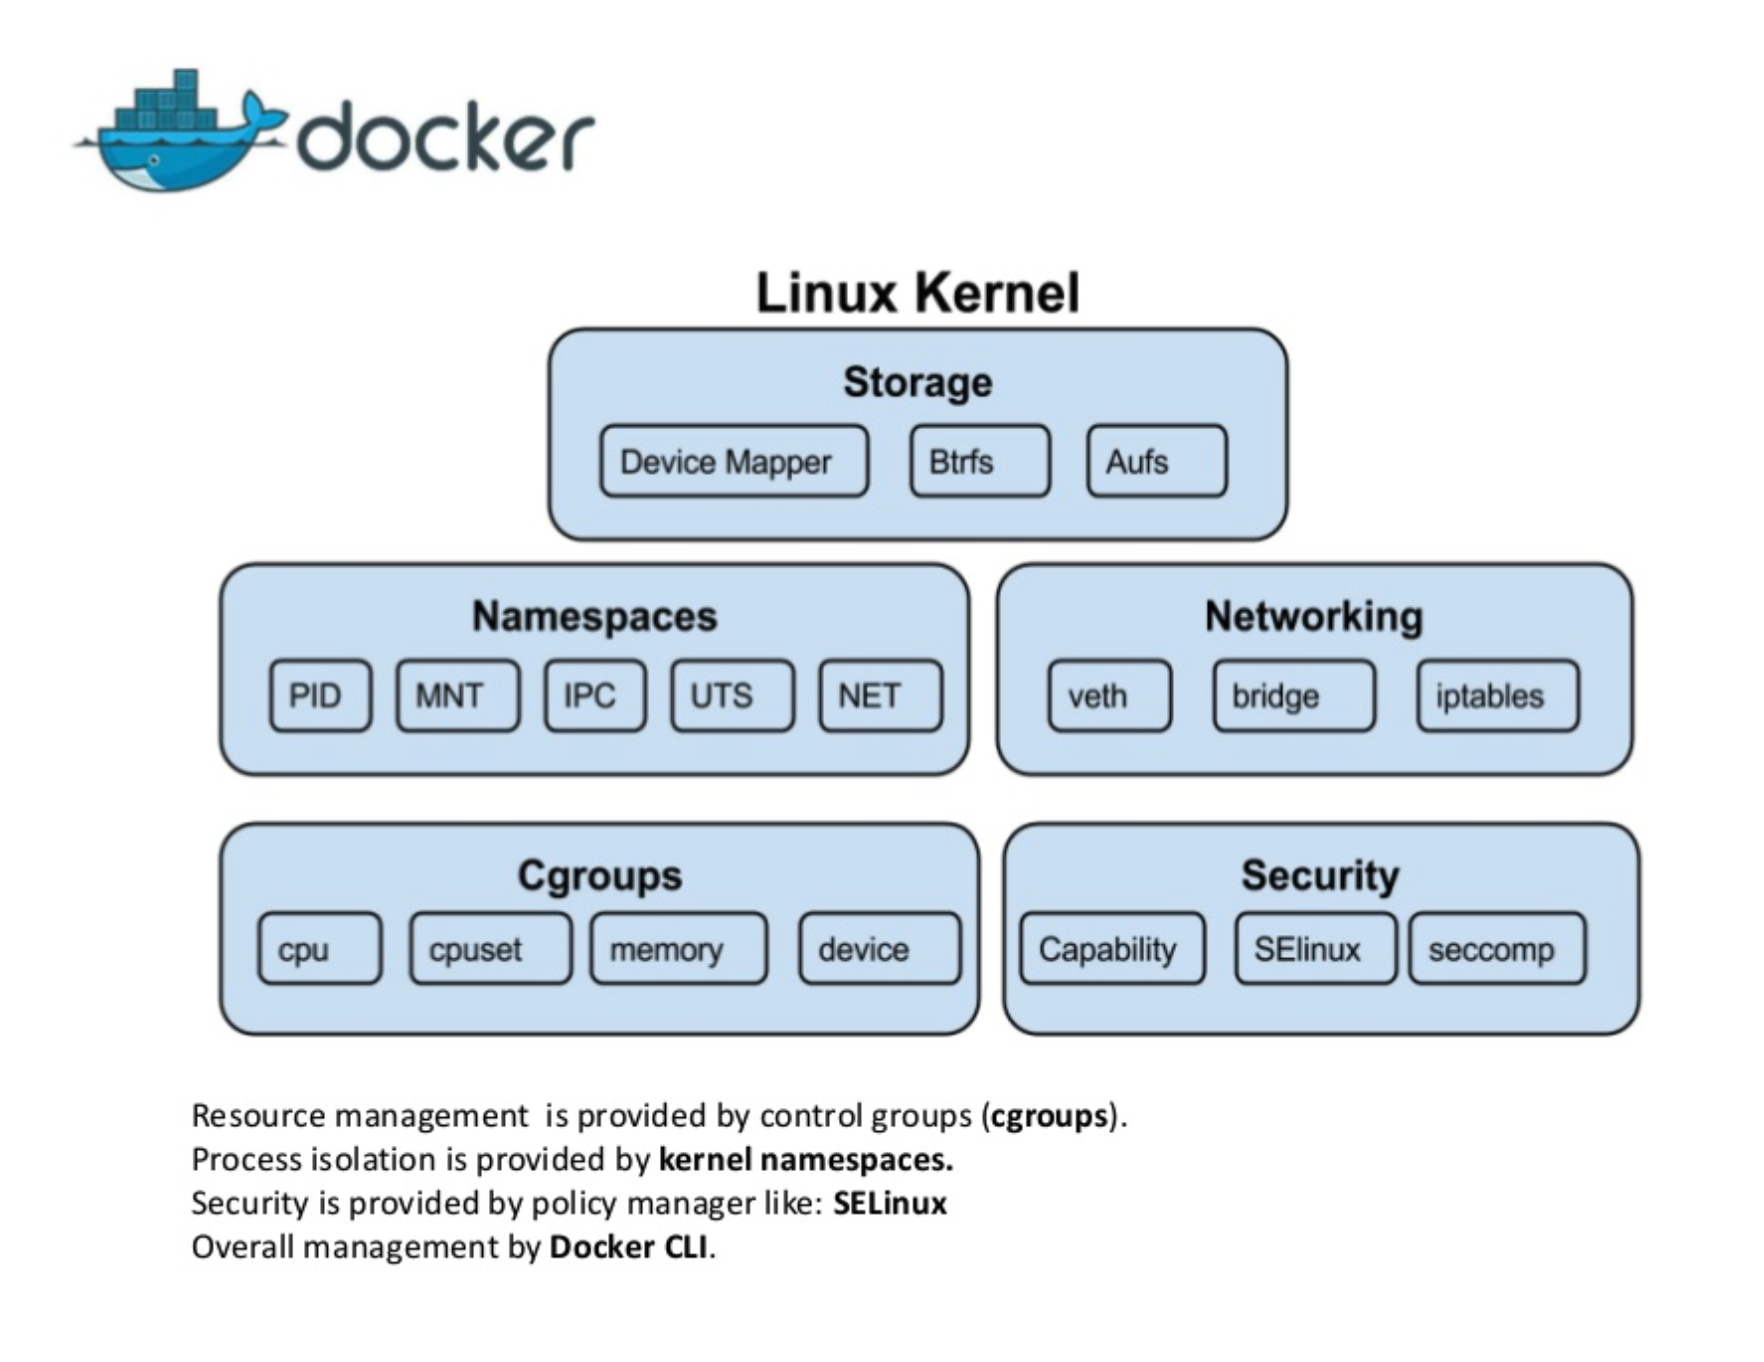 docker
Linux Kernel
Storage
Device Mapper Btrfs Aufs
Namespaces
PID MNT IPC UTS NET
Networking
veth bridge iptables
Cgroups
cpu cpuset memory device
Security
Capability SElinux seccomp
Resource management is provided by control groups (cgroups).
Process isolation is provided by kernel namespaces.
Security is provided by policy manager like: SELinux
Overall management by Docker CLI.